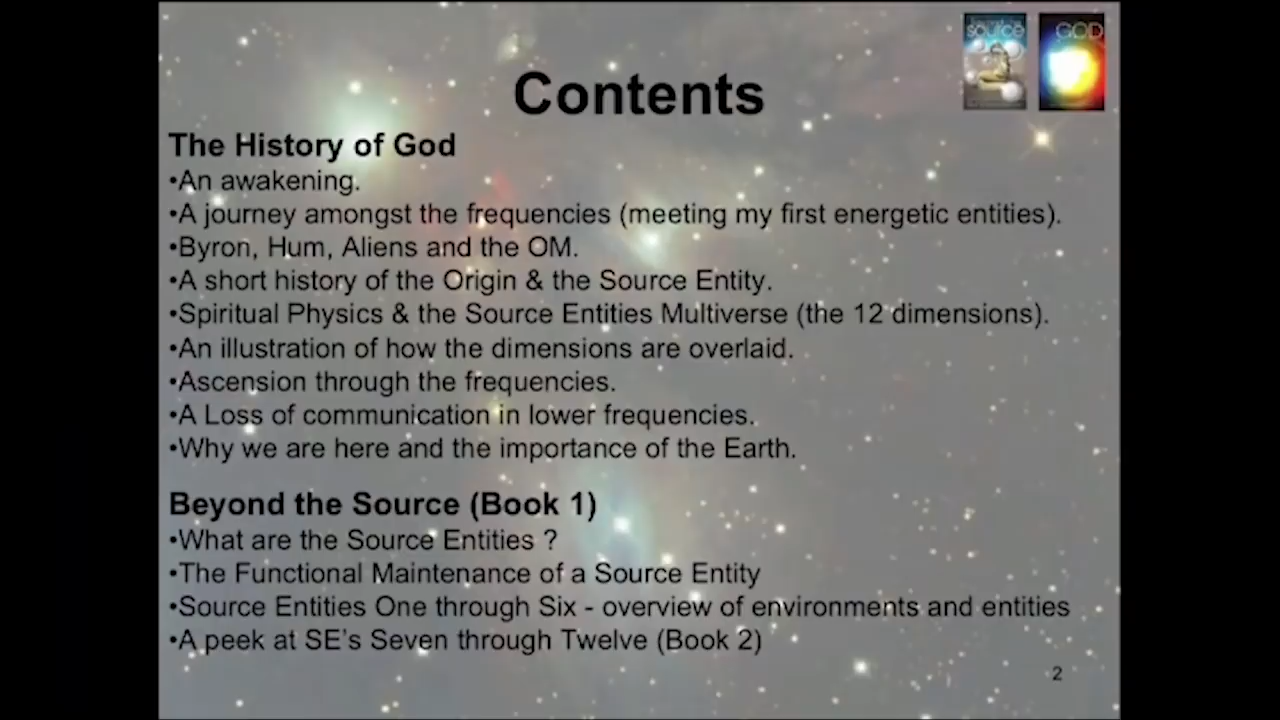 source
GOD
Contents
The History of God
•An awakening.
•A journey amongst the frequencies (meeting my first energetic entities).
•Byron, Hum, Aliens and the OM.
•A short history of the Origin & the Source Entity.
•Spiritual Physics & the Source Entities Multiverse (the 12 dimensions).
•An illustration of how the dimensions are overlaid.
•Ascension through the frequencies.
•A Loss of communication in lower frequencies.
•Why we are here and the importance of the Earth.
Beyond the Source (Book 1)
•What are the Source Entities ?
•The Functional Maintenance of a Source Entity
•Source Entities One through Six - overview of environments and entities
•A peek at SE's Seven through Twelve (Book 2)
2